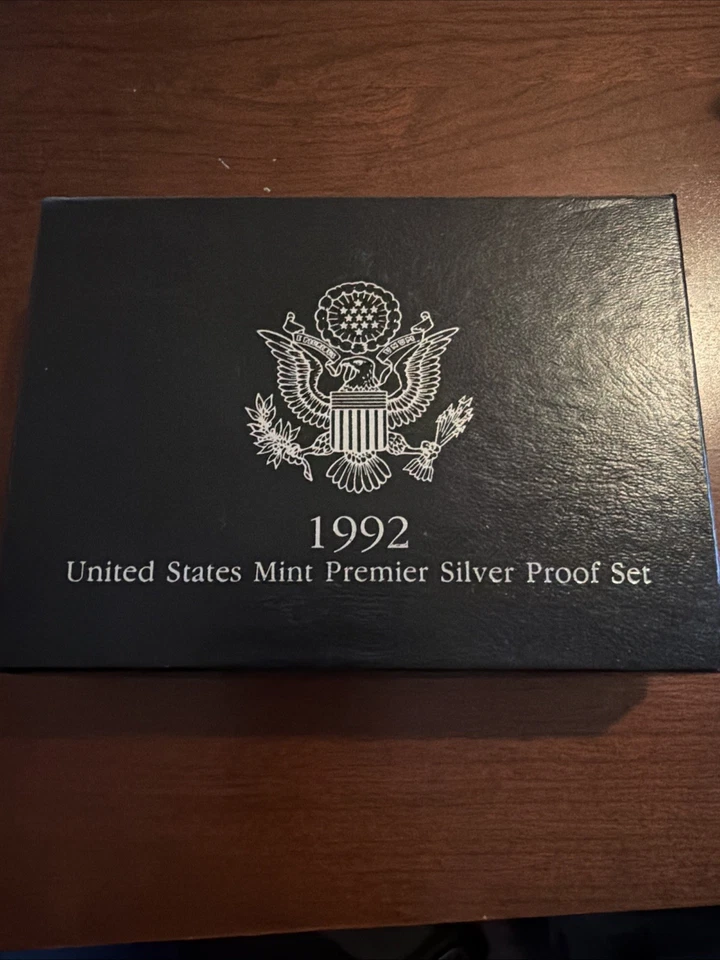 1992
United States Mint Premier Silver Proof Set